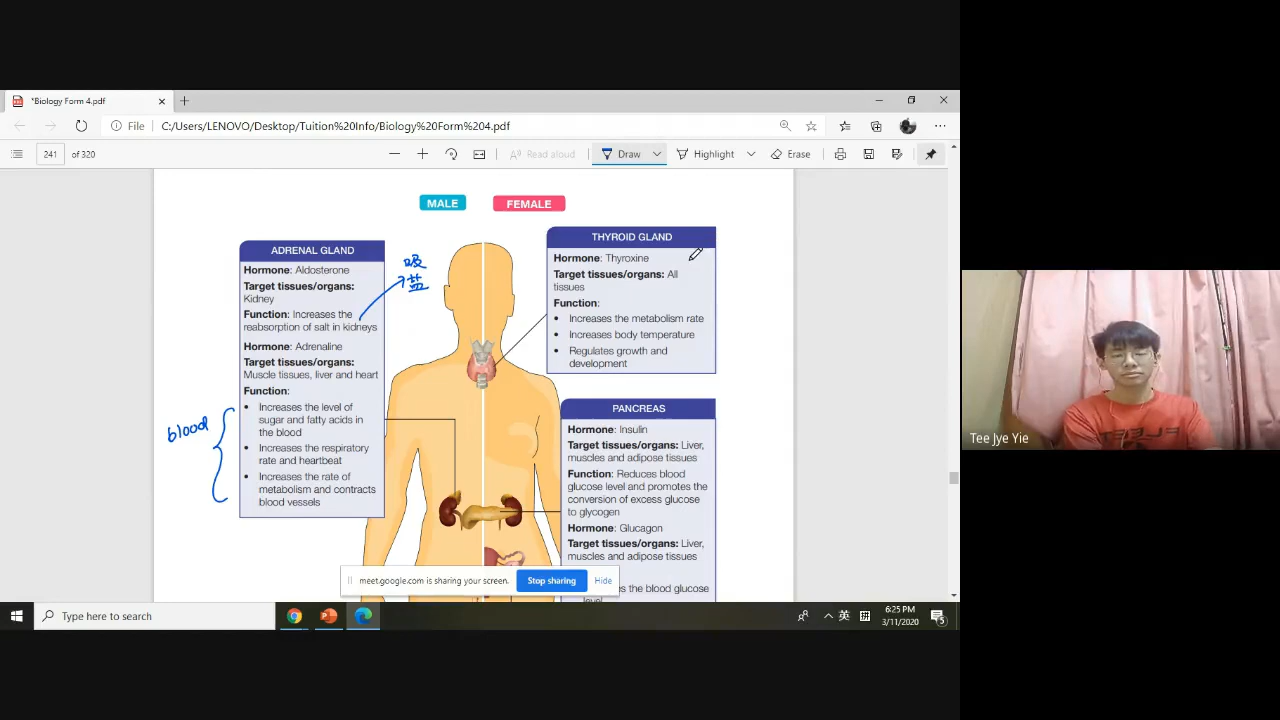 *Biology Form 4.pdf
File
C:/Users/LENOVO/Desktop/Tuition%20Info/Biology%20Form%204.pdf
241 of 320
Read aloud
Draw
Highlight
Erase
MALE
FEMALE
ADRENAL GLAND
Hormone: Aldosterone
Target tissues/organs:
Kidney
Function: Increases the
reabsorption of salt in kidneys
Hormone: Adrenaline
Target tissues/organs:
Muscle tissues, liver and heart
Function:
• Increases the level of
sugar and fatty acids in
the blood
• Increases the respiratory
rate and heartbeat
• Increases the rate of
metabolism and contracts
blood vessels
blood
吸
盐
THYROID GLAND
Hormone: Thyroxine
Target tissues/organs: All
tissues
Function:
• Increases the metabolism rate
• Increases body temperature
• Regulates growth and
development
PANCREAS
Hormone: Insulin
Target tissues/organs: Liver,
muscles and adipose tissues
Function: Reduces blood
glucose level and promotes the
conversion of excess glucose
to glycogen
Hormone: Glucagon
Target tissues/organs: Liver,
muscles and adipose tissues
the blood glucose
meet.google.com is sharing your screen.
Stop sharing
Hide
Type here to search
英
6:25 PM
3/11/2020
5
Tee Jye Yie